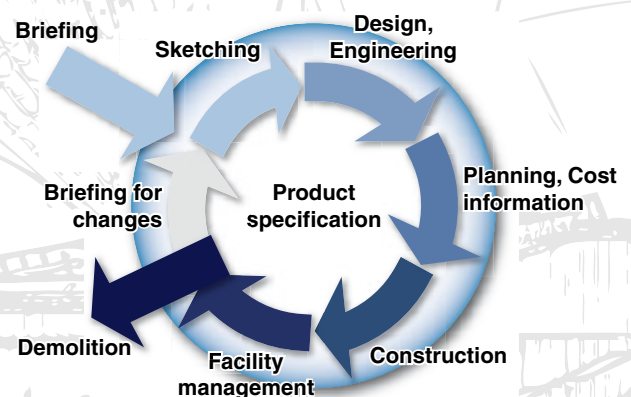 Briefing
Sketching
Design,
Engineering
Planning, Cost
information
Construction
Facility
management
Demolition
Briefing for
changes
Product
specification